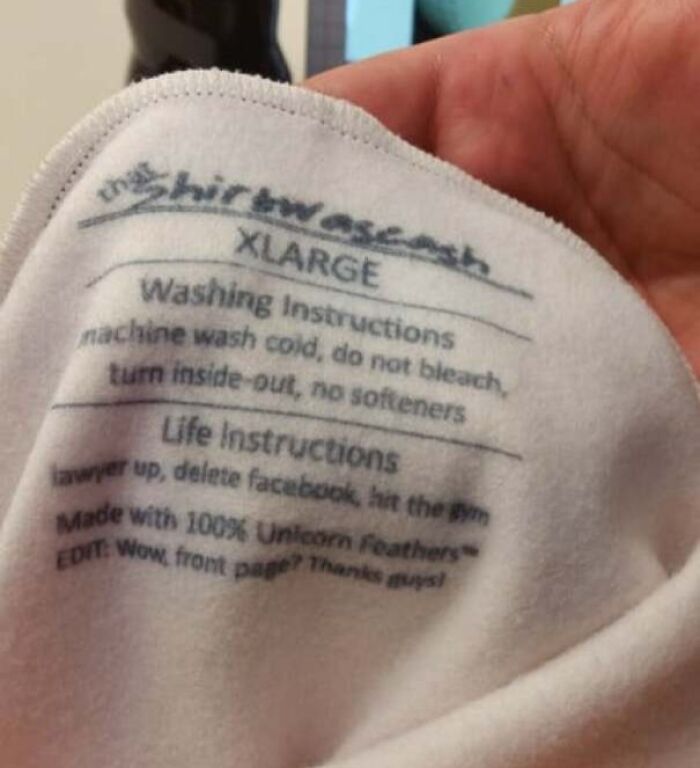 that
Shirtwascash
XLARGE
Washing Instructions
machine wash cold, do not bleach,
turn inside-out, no softeners
Life Instructions
lawyer up, delete facebook, hit the gym
Made with 100% Unicorn Feathers™
EDIT: Wow, front page? Thanks guys!